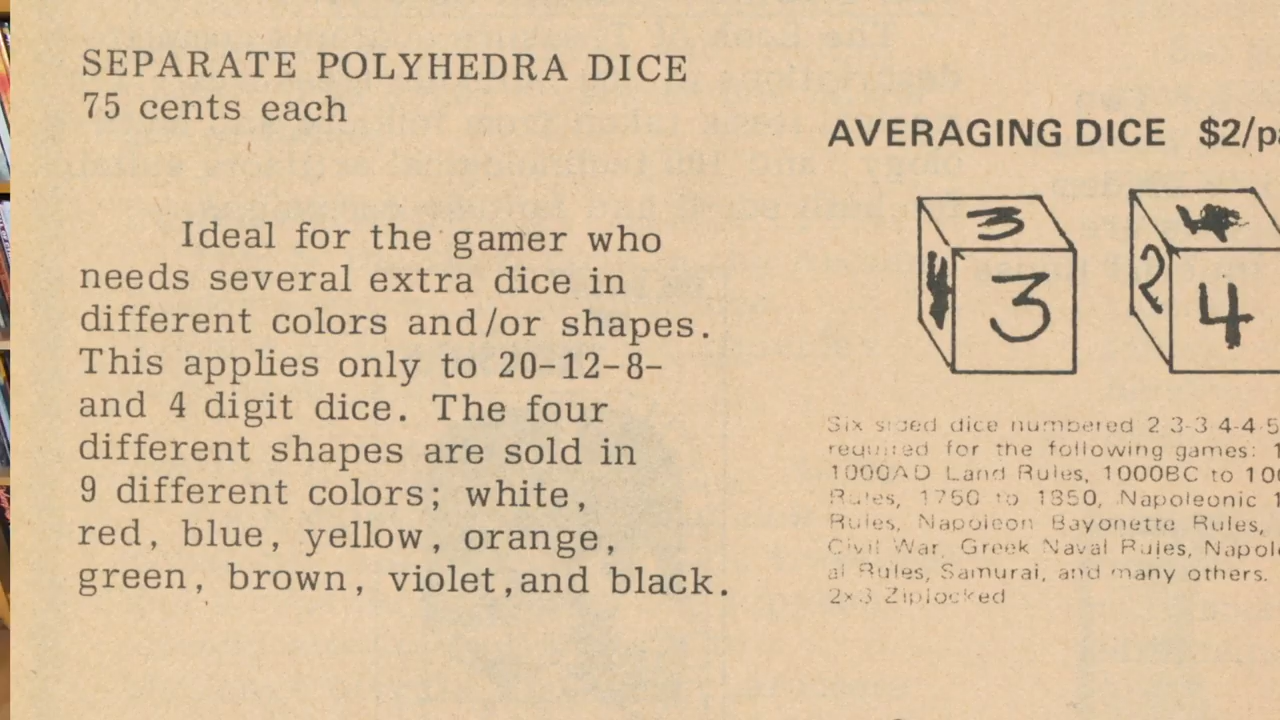 SEPARATE POLYHEDRA DICE
75 cents each
Ideal for the gamer who
needs several extra dice in
different colors and/or shapes.
This applies only to 20-12-8-
and 4 digit dice. The four
different shapes are sold in
9 different colors; white,
red, blue, yellow, orange,
green, brown, violet,and black.
AVERAGING DICE $2/pa
3
4
3
2
4
Six sided dice numbered 2 3-3 4-4-5
required for the following games: 1
1000AD Land Rules, 1000BC to 100
Rules, 1750 to 1850, Napoleonic 1
Rules, Napoleon Bayonette Rules,
Civil War, Greek Naval Rules, Napol
al Rules, Samurai, and many others.
2x3 Ziplocked